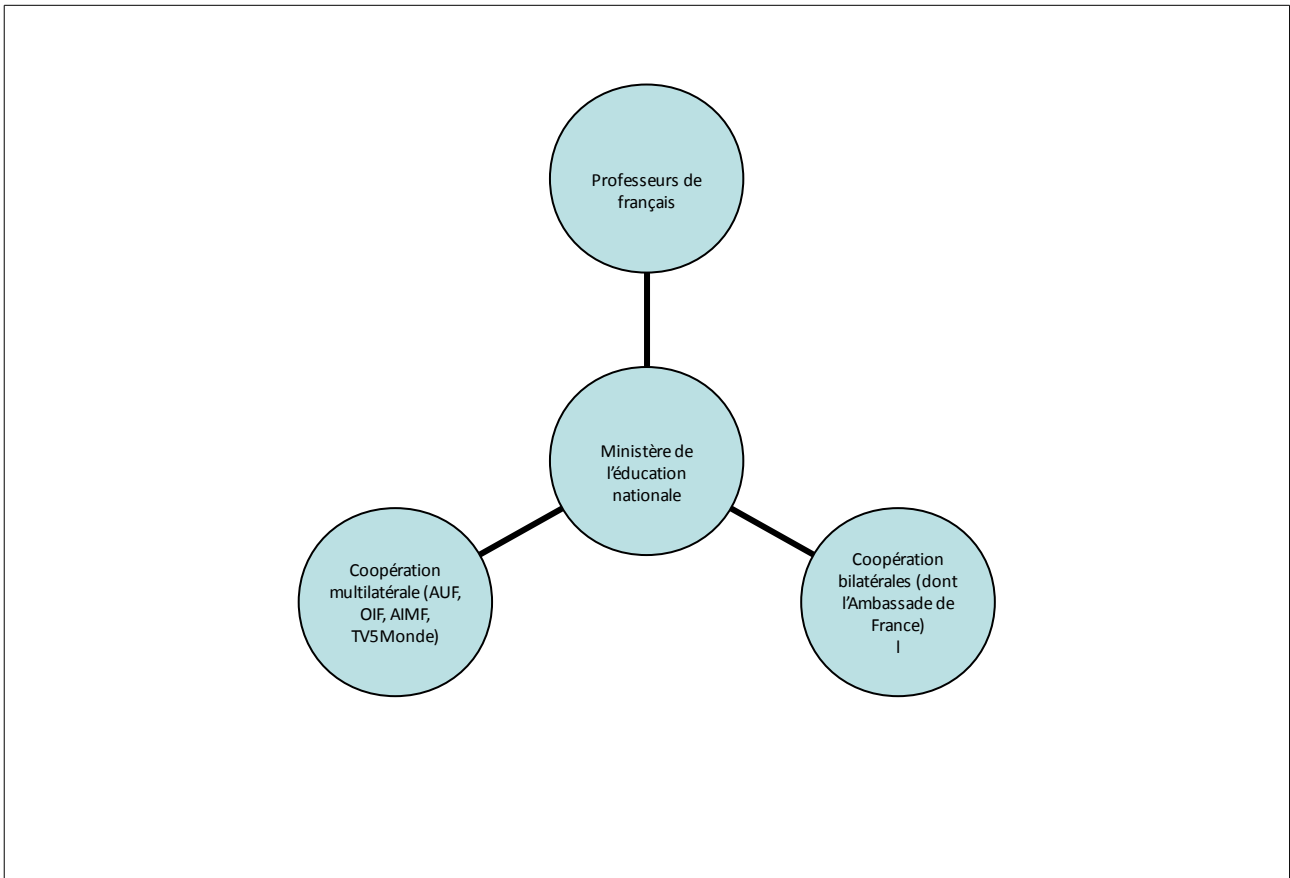 Professeurs de
français
Ministère de
l'éducation
nationale
Coopération
multilatérale (AUF,
OIF, AIMF,
TV5Monde)
Coopération
bilatérales (dont
l'Ambassade de
France)
l